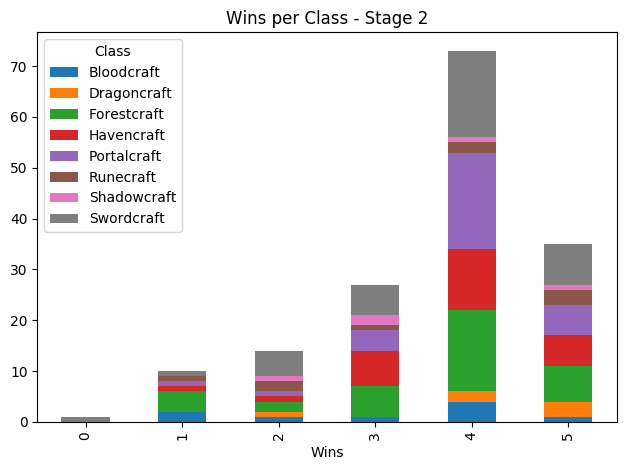 Wins per Class - Stage 2
Class
Bloodcraft
Dragoncraft
Forestcraft
Havencraft
Portalcraft
Runecraft
Shadowcraft
Swordcraft
70
60
50
40
30
20
10
0
0 1 2 3 4 5
Wins